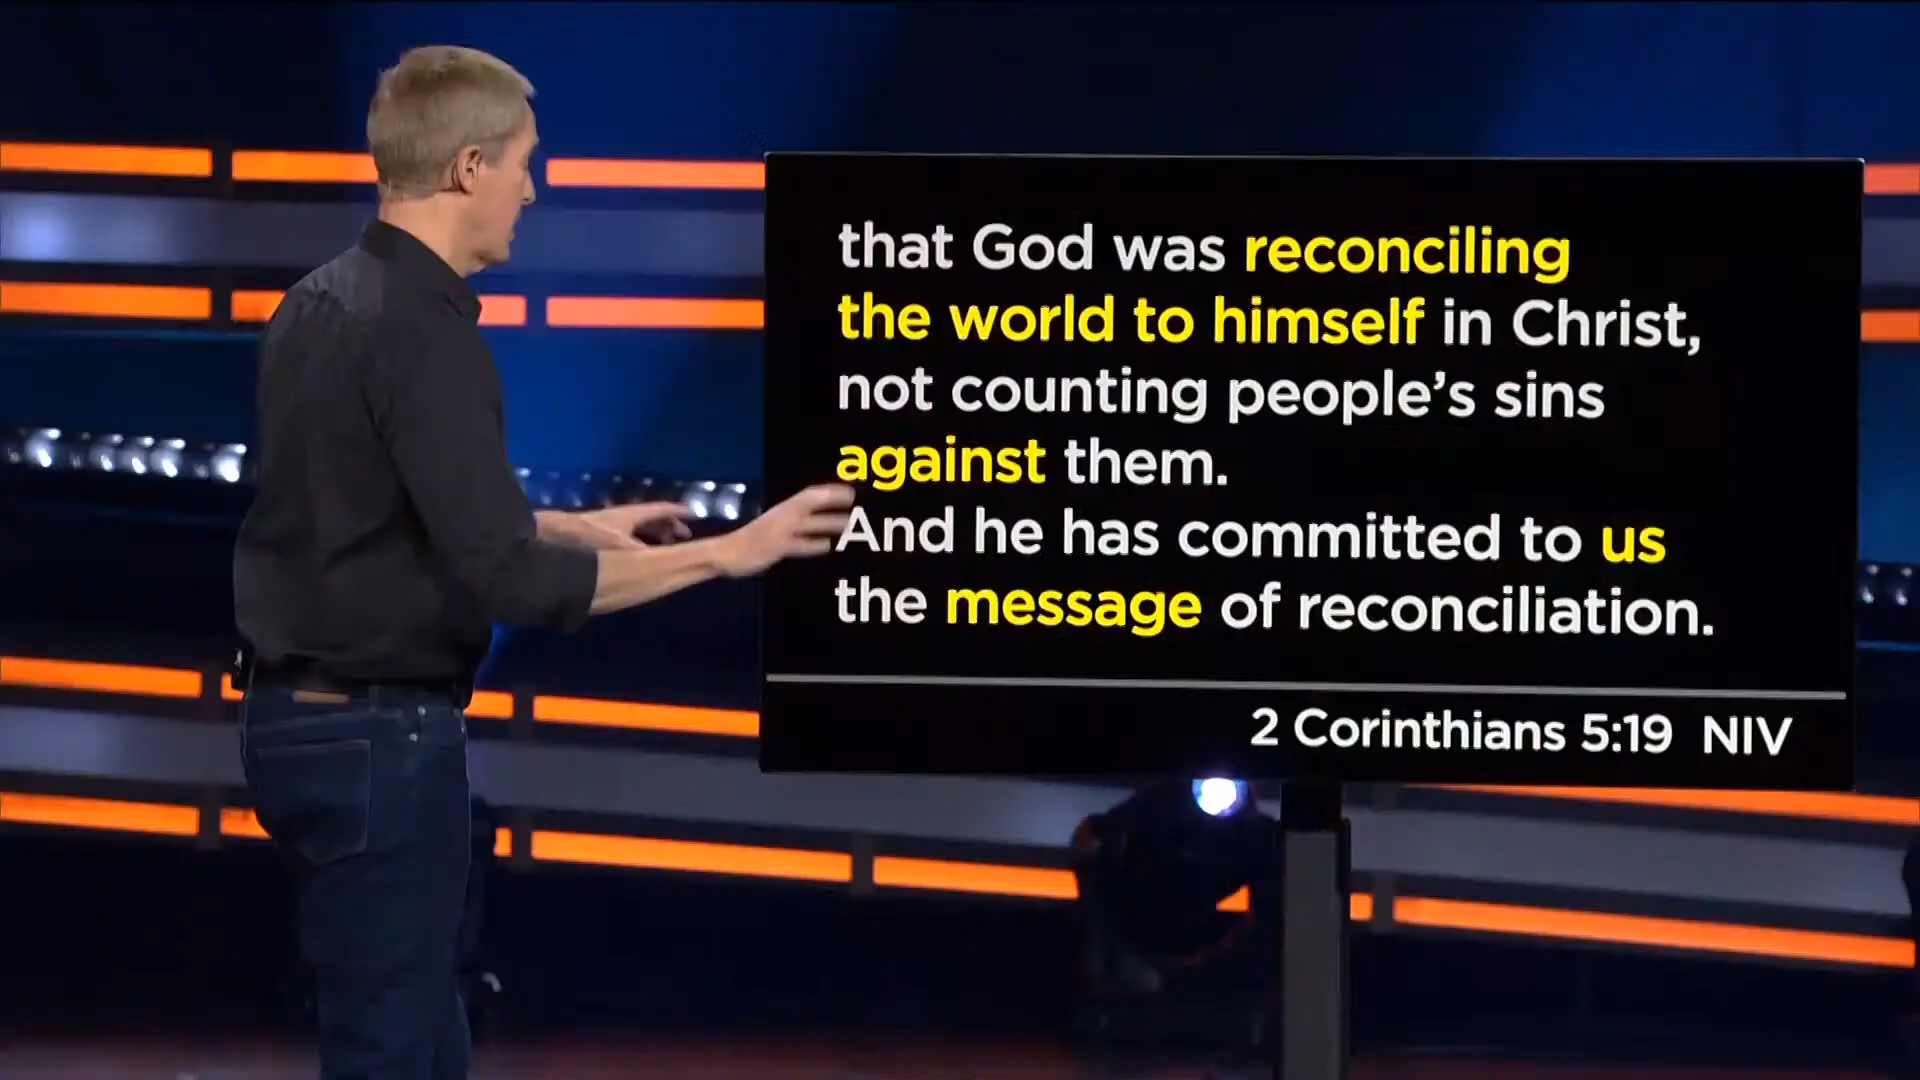 that God was reconciling
the world to himself in Christ,
not counting people’s sins
against them.
And he has committed to us
the message of reconciliation.
2 Corinthians 5:19 NIV